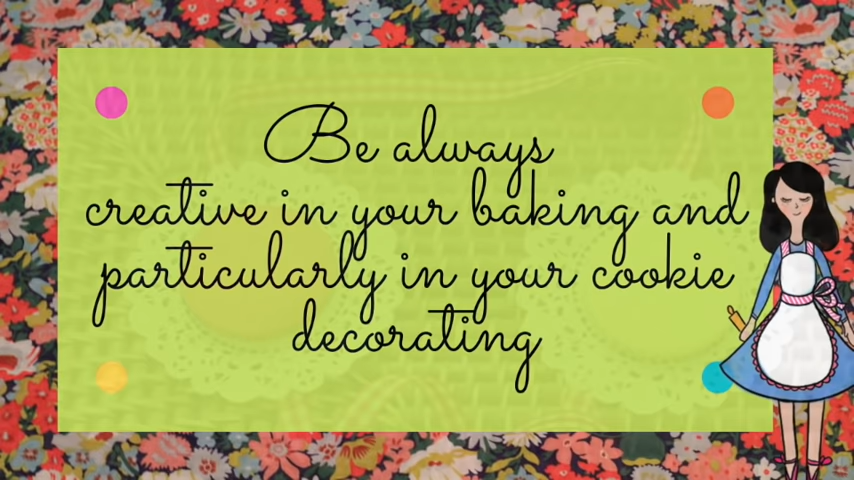 Be always
creative in your baking and
particularly in your cookie
decorating